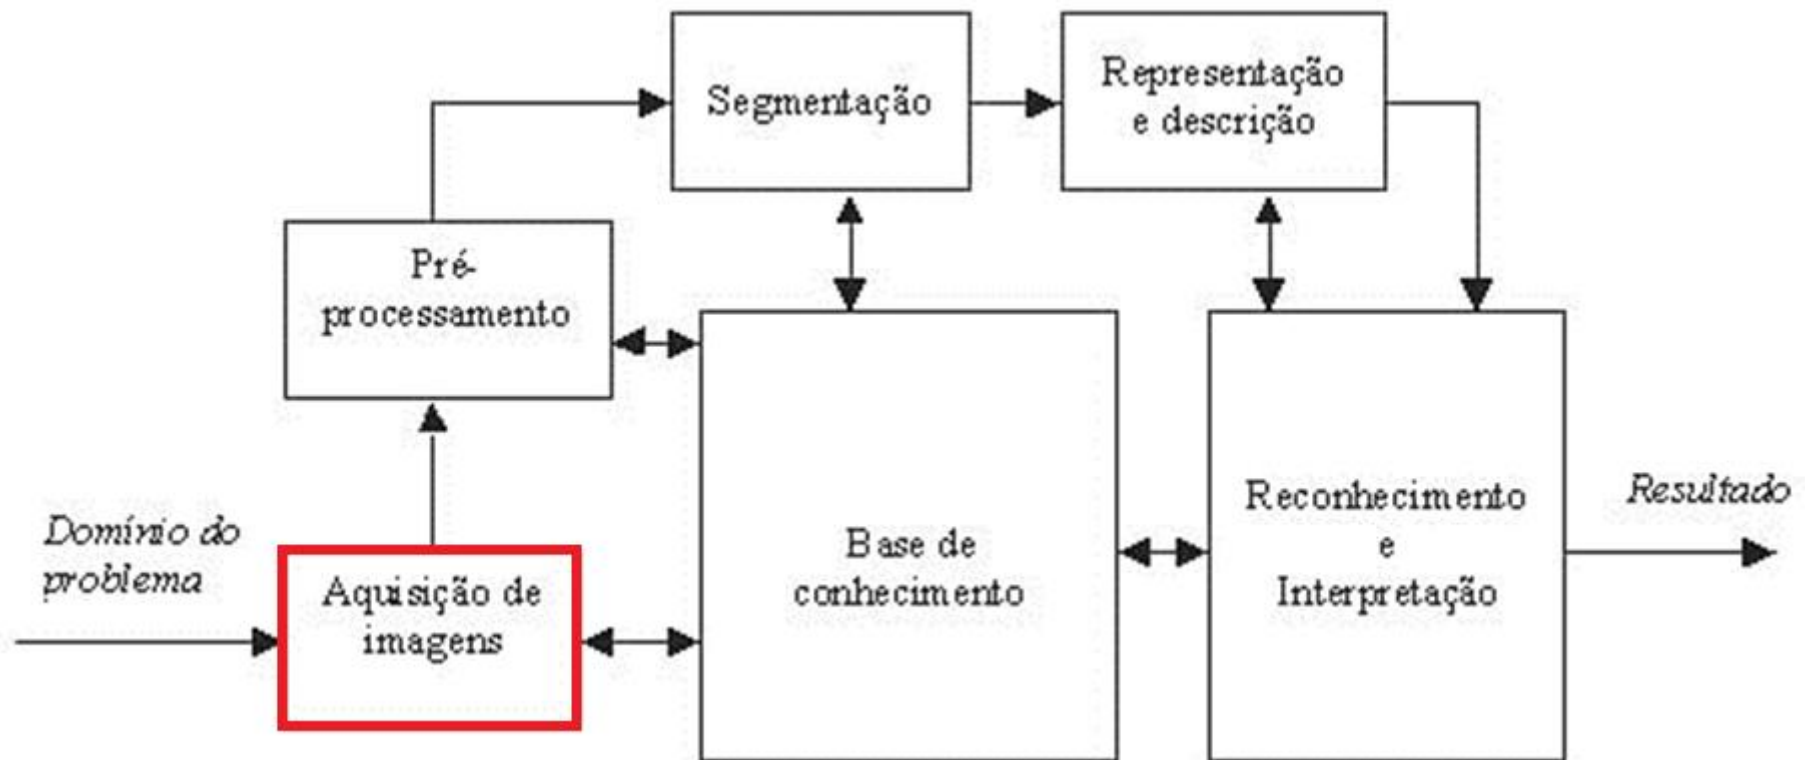 Segmentação
Representação
e descrição
Pré-
processamento
Domínio do
problema
Aquisição de
imagens
Base de
conhecimento
Reconhecimento
e
Interpretação
Resultado